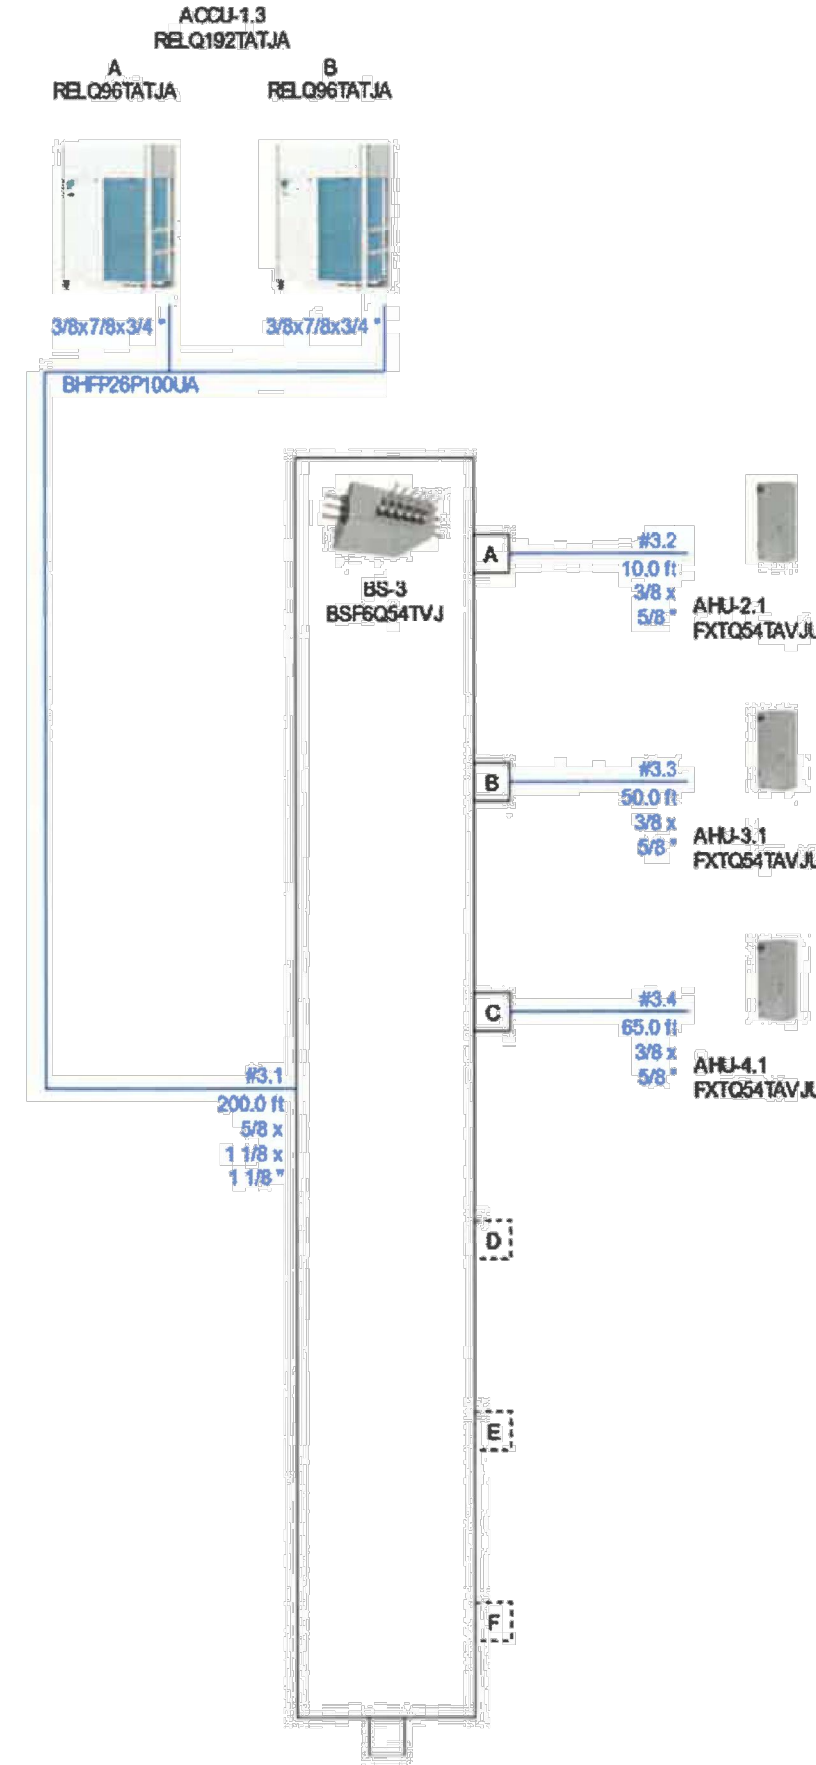 ACCU-1.3
RELQ192TATJA
A
RELQ96TATJA
B
RELQ96TATJA
3/8x7/8x3/4 "
3/8x7/8x3/4 "
BHFP26P100UA
BS-3
BSF6Q54TVJ
A
#3.2
10.0 ft
3/8 x
5/8 "
AHU-2.1
FXTQ54TAVJU
B
#3.3
50.0 ft
3/8 x
5/8 "
AHU-3.1
FXTQ54TAVJU
C
#3.4
65.0 ft
3/8 x
5/8 "
AHU-4.1
FXTQ54TAVJU
#3.1
200.0 ft
5/8 x
1 1/8 x
1 1/8 "
D
E
F